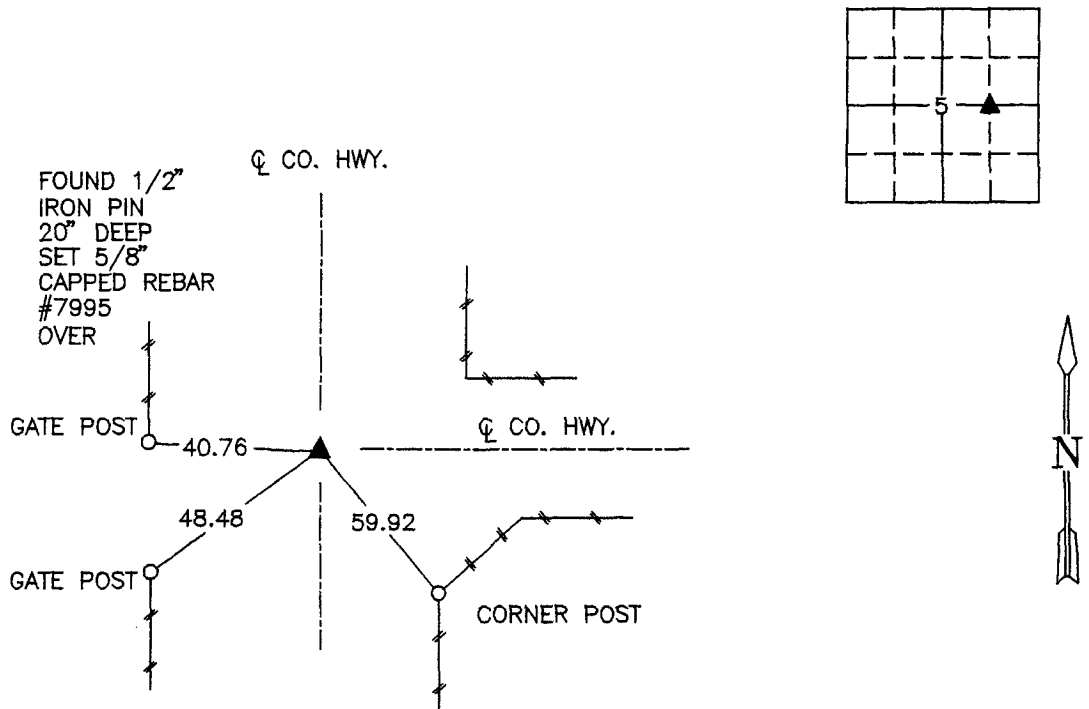 5
℄ CO. HWY.
FOUND 1/2"
IRON PIN
20" DEEP
SET 5/8"
CAPPED REBAR
#7995
OVER
GATE POST
40.76
℄ CO. HWY.
N
48.48
59.92
GATE POST
CORNER POST